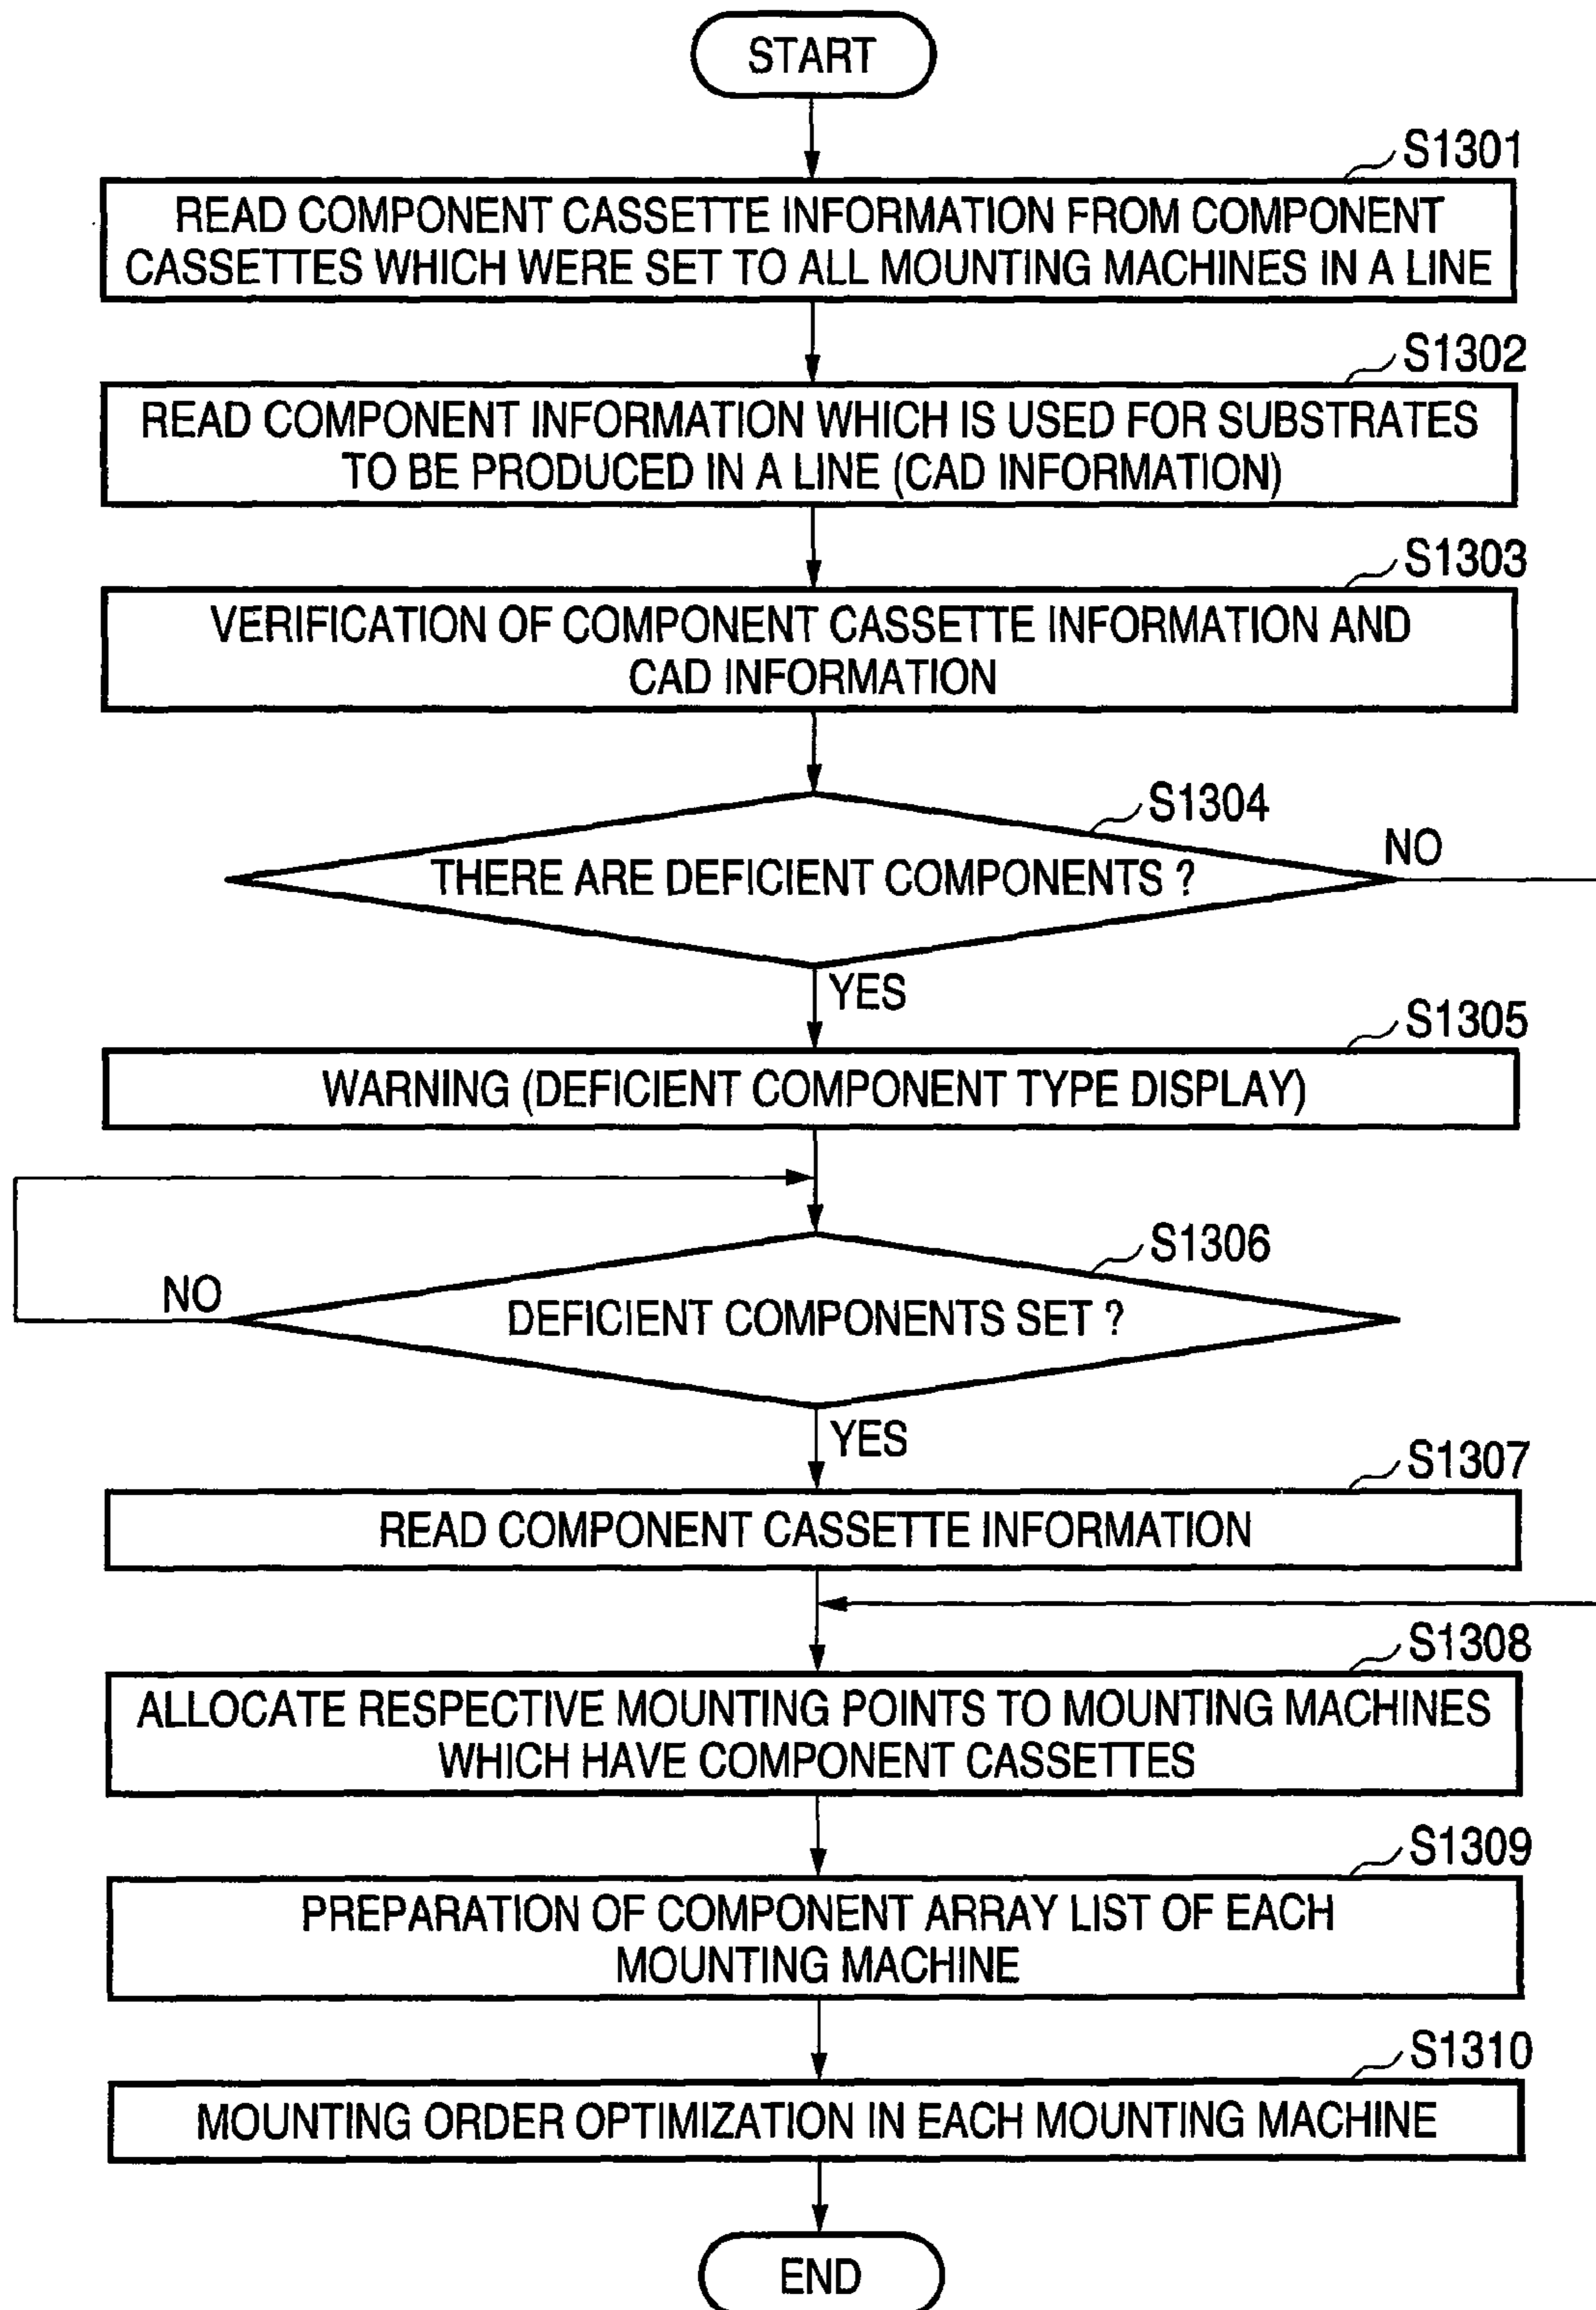 START
S1301
READ COMPONENT CASSETTE INFORMATION FROM COMPONENT
CASSETTES WHICH WERE SET TO ALL MOUNTING MACHINES IN A LINE
S1302
READ COMPONENT INFORMATION WHICH IS USED FOR SUBSTRATES
TO BE PRODUCED IN A LINE (CAD INFORMATION)
S1303
VERIFICATION OF COMPONENT CASSETTE INFORMATION AND
CAD INFORMATION
S1304
THERE ARE DEFICIENT COMPONENTS ?
NO
YES
S1305
WARNING (DEFICIENT COMPONENT TYPE DISPLAY)
S1306
DEFICIENT COMPONENTS SET ?
NO
YES
S1307
READ COMPONENT CASSETTE INFORMATION
S1308
ALLOCATE RESPECTIVE MOUNTING POINTS TO MOUNTING MACHINES
WHICH HAVE COMPONENT CASSETTES
S1309
PREPARATION OF COMPONENT ARRAY LIST OF EACH
MOUNTING MACHINE
S1310
MOUNTING ORDER OPTIMIZATION IN EACH MOUNTING MACHINE
END